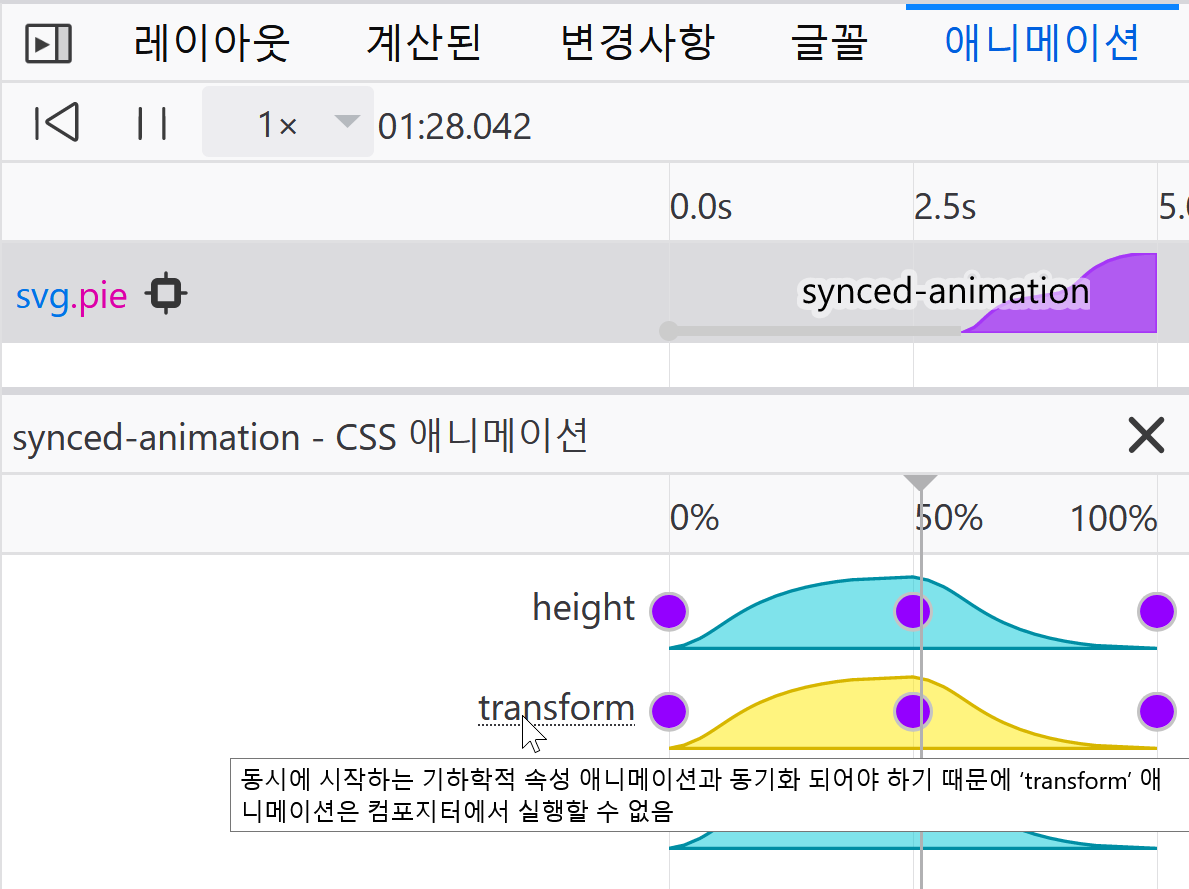 레이아웃 계산된 변경사항 글꼴 애니메이션
1× 01:28.042
0.0s 2.5s
svg.pie synced-animation
synced-animation - CSS 애니메이션
0% 50% 100%
height
transform
동시에 시작하는 기하학적 속성 애니메이션과 동기화 되어야 하기 때문에 ‘transform’ 애
니메이션은 컴포지터에서 실행할 수 없음